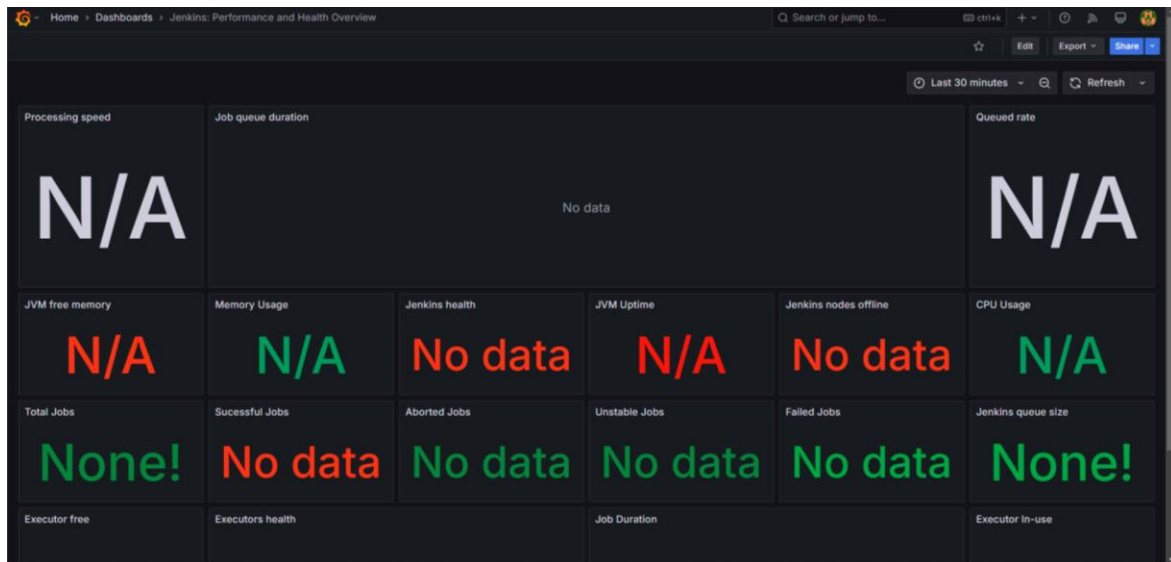 Home › Dashboards › Jenkins: Performance and Health Overview
Search or jump to...
ctrl+k
Edit
Export
Share
Last 30 minutes
Refresh
Processing speed
N/A
Job queue duration
No data
Queued rate
N/A
JVM free memory
N/A
Memory Usage
N/A
Jenkins health
No data
JVM Uptime
N/A
Jenkins nodes offline
No data
CPU Usage
N/A
Total Jobs
None!
Sucessful Jobs
No data
Aborted Jobs
No data
Unstable Jobs
No data
Failed Jobs
No data
Jenkins queue size
None!
Executor free
Executors health
Job Duration
Executor In-use